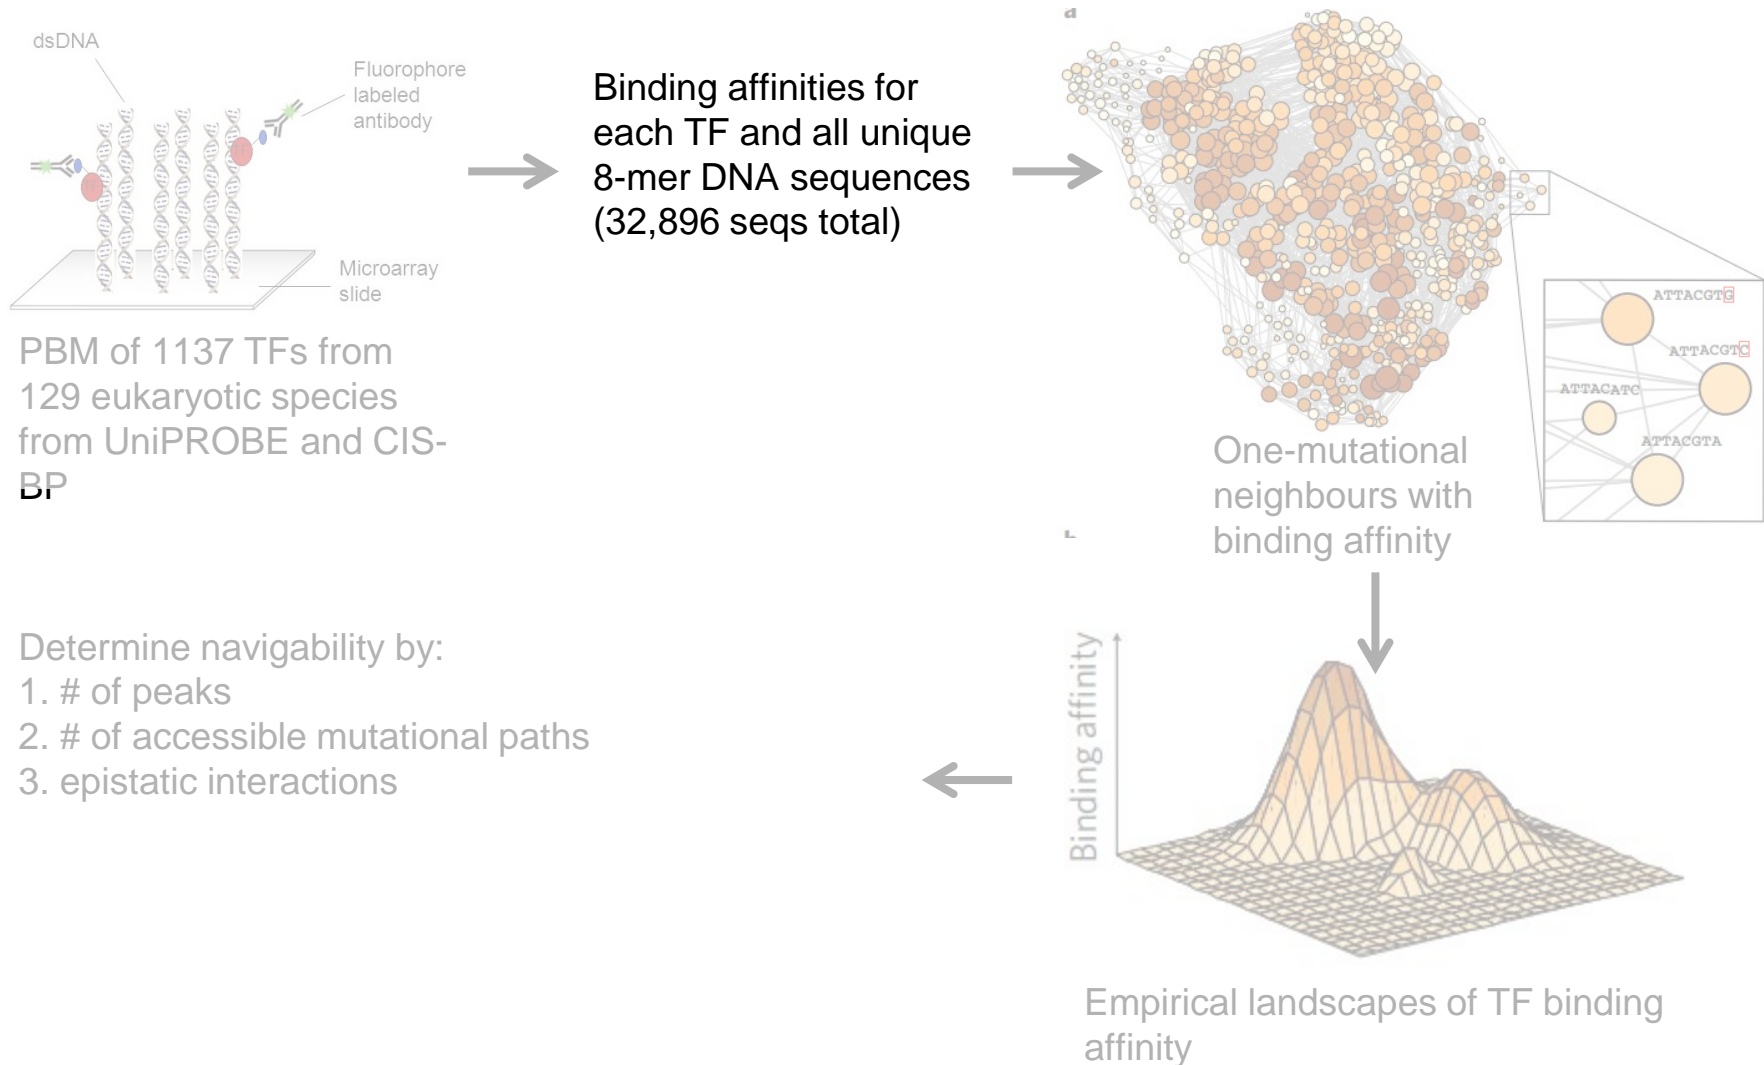 dsDNA
Fluorophore
labeled
antibody
Microarray
slide
PBM of 1137 TFs from
129 eukaryotic species
from UniPROBE and CIS-
BP
Binding affinities for
each TF and all unique
8-mer DNA sequences
(32,896 seqs total)
a
ATTACGTG
ATTACGTC
ATTACATC
ATTACGTA
One-mutational
neighbours with
binding affinity
Binding affinity
Empirical landscapes of TF binding
affinity
Determine navigability by:
1. # of peaks
2. # of accessible mutational paths
3. epistatic interactions